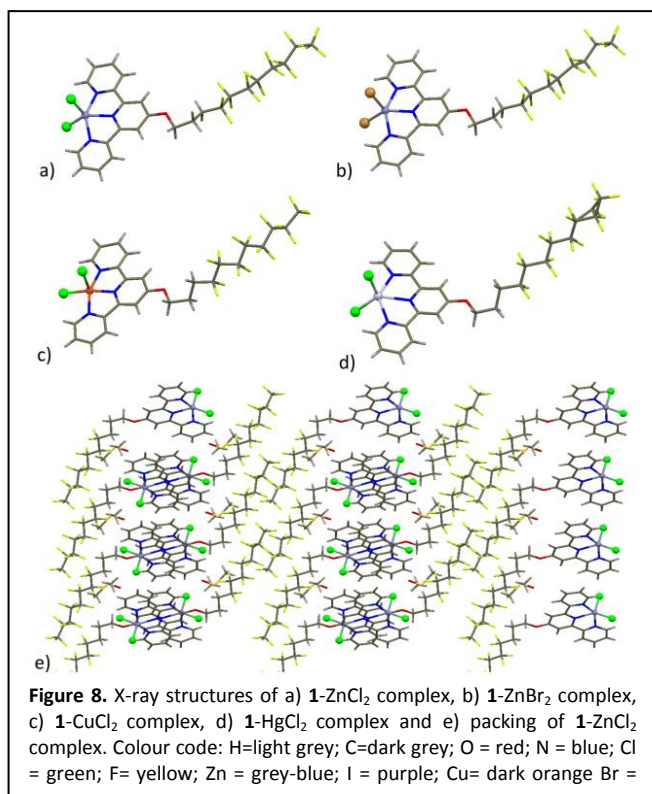 a)
b)
c)
d)
e)
Figure 8. X-ray structures of a) 1-ZnCl₂ complex, b) 1-ZnBr₂ complex,
c) 1-CuCl₂ complex, d) 1-HgCl₂ complex and e) packing of 1-ZnCl₂
complex. Colour code: H=light grey; C=dark grey; O = red; N = blue; Cl
= green; F= yellow; Zn = grey-blue; I = purple; Cu= dark orange Br =